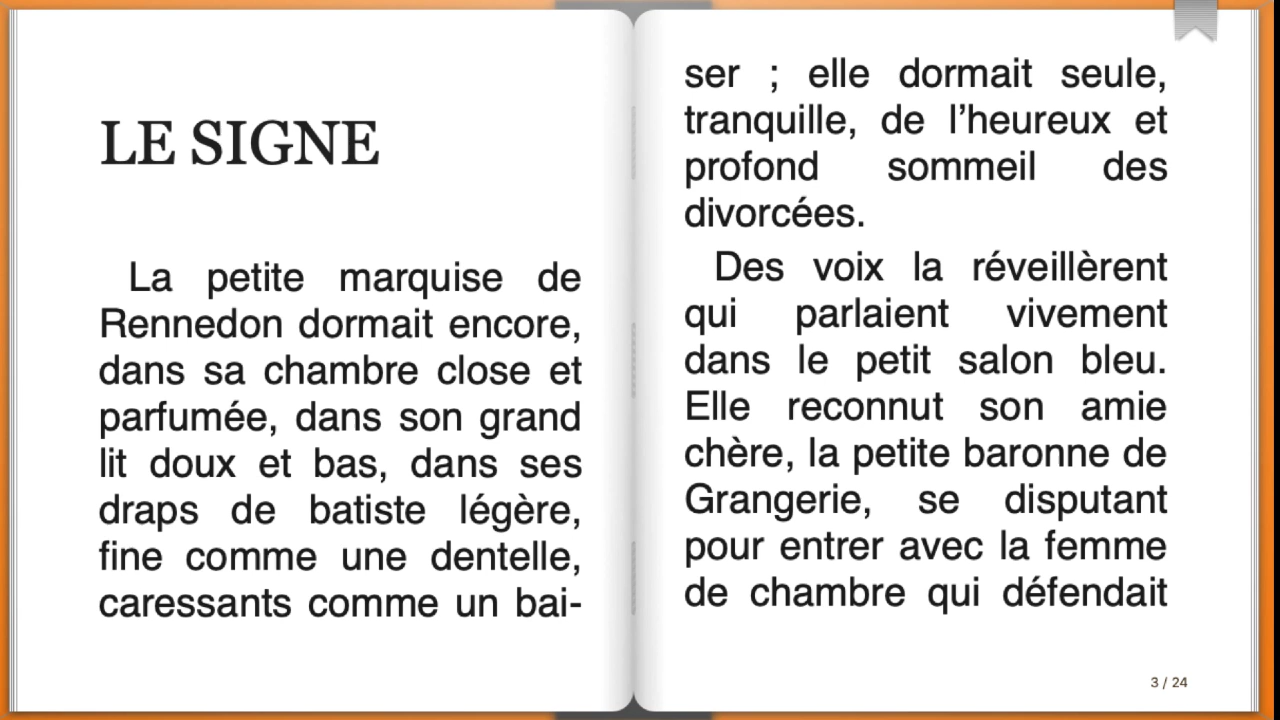 LE SIGNE
La petite marquise de
Rennedon dormait encore,
dans sa chambre close et
parfumée, dans son grand
lit doux et bas, dans ses
draps de batiste légère,
fine comme une dentelle,
caressants comme un bai-
ser ; elle dormait seule,
tranquille, de l’heureux et
profond sommeil des
divorcées.
Des voix la réveillèrent
qui parlaient vivement
dans le petit salon bleu.
Elle reconnut son amie
chère, la petite baronne de
Grangerie, se disputant
pour entrer avec la femme
de chambre qui défendait
3 / 24